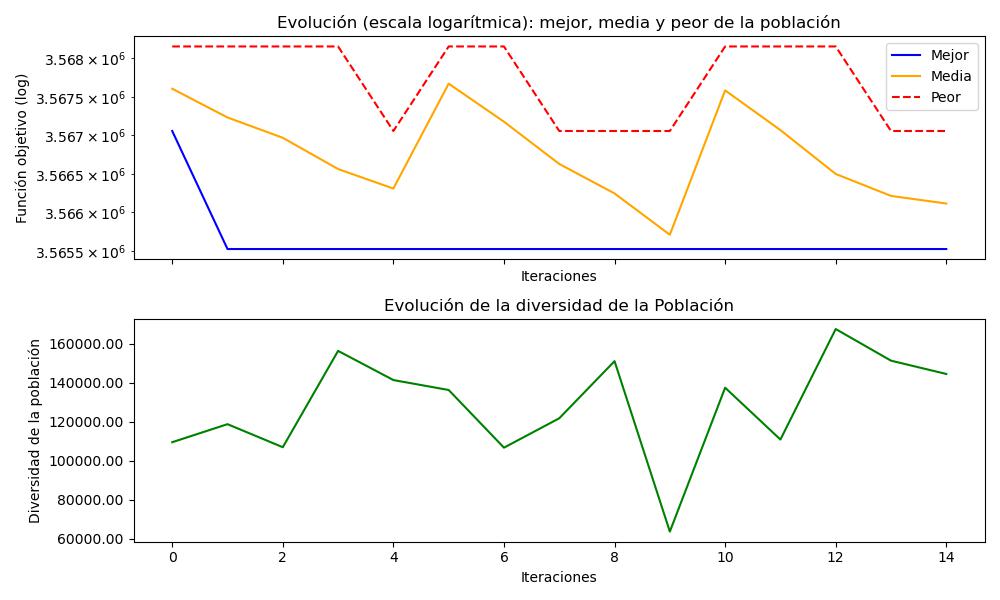 Evolución (escala logarítmica): mejor, media y peor de la población
Función objetivo (log)
3.568 × 10⁶
3.5675 × 10⁶
3.567 × 10⁶
3.5665 × 10⁶
3.566 × 10⁶
3.5655 × 10⁶
Mejor
Media
Peor
Iteraciones
Evolución de la diversidad de la Población
Diversidad de la población
160000.00
140000.00
120000.00
100000.00
80000.00
60000.00
0 2 4 6 8 10 12 14
Iteraciones